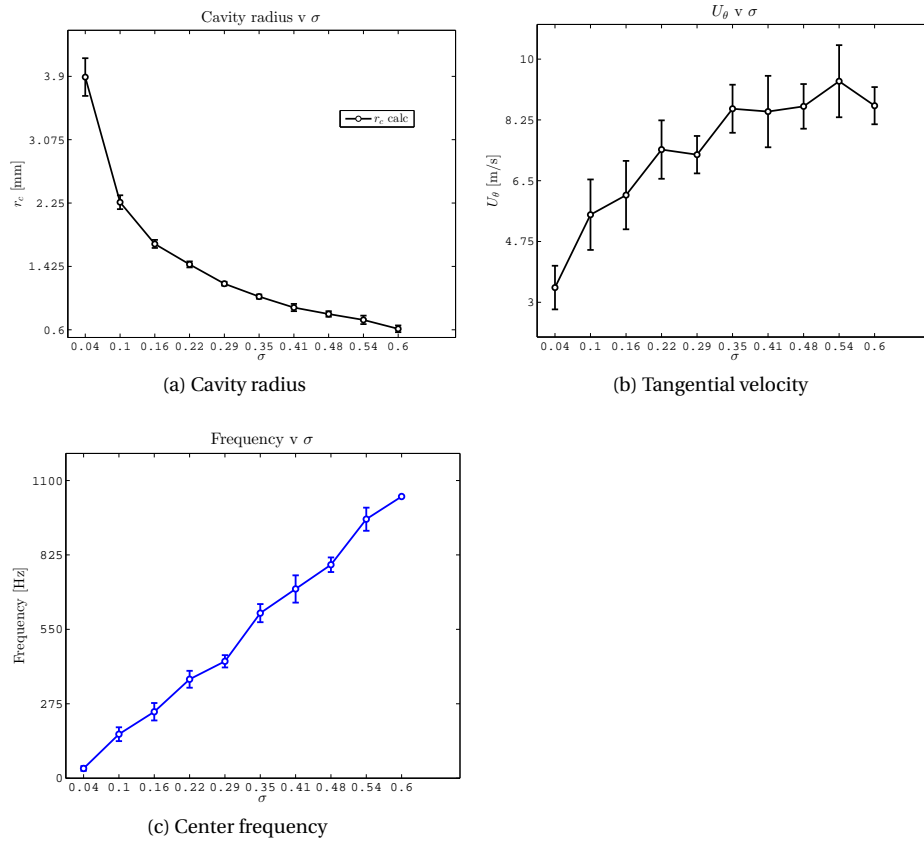 Cavity radius v σ
3.9
3.075
2.25
1.425
0.6
r_c [mm]
r_c calc
0.04 0.1 0.16 0.22 0.29 0.35 0.41 0.48 0.54 0.6
σ
(a) Cavity radius
U_θ v σ
10
8.25
6.5
4.75
3
U_θ [m/s]
0.04 0.1 0.16 0.22 0.29 0.35 0.41 0.48 0.54 0.6
σ
(b) Tangential velocity
Frequency v σ
1100
825
550
275
0
Frequency [Hz]
0.04 0.1 0.16 0.22 0.29 0.35 0.41 0.48 0.54 0.6
σ
(c) Center frequency